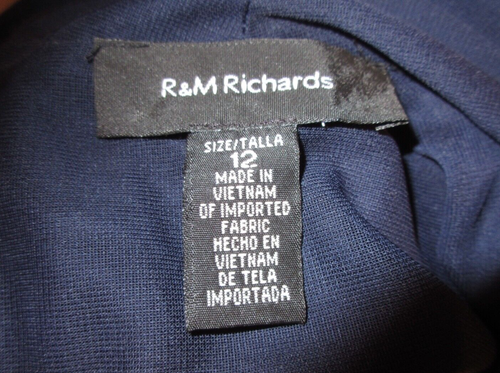 R&M Richards
SIZE/TALLA
12
MADE IN
VIETNAM
OF IMPORTED
FABRIC
HECHO EN
VIETNAM
DE TELA
IMPORTADA